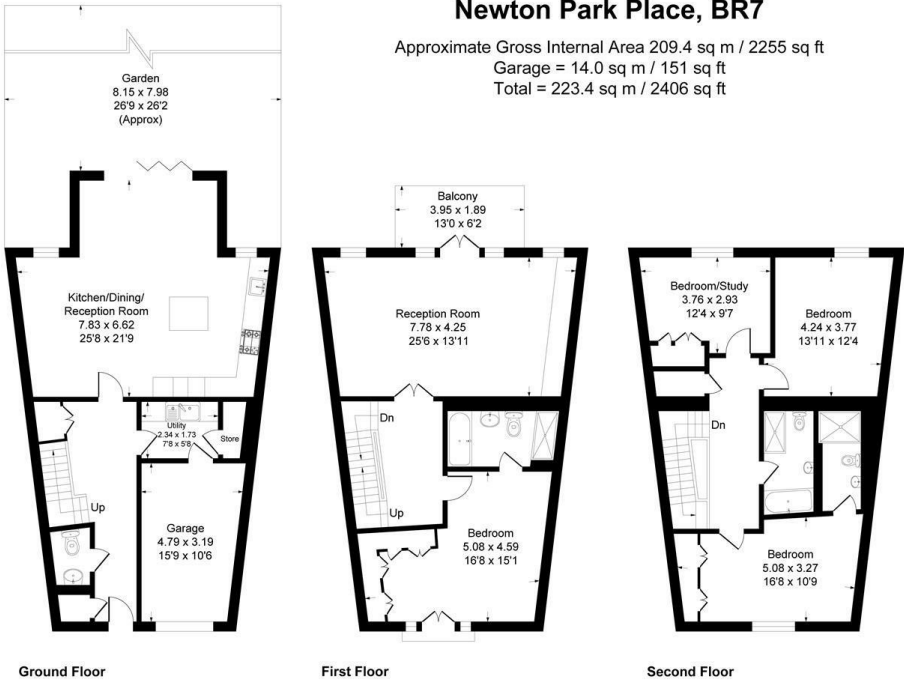 Newton Park Place, BR7
Approximate Gross Internal Area 209.4 sq m / 2255 sq ft
Garage = 14.0 sq m / 151 sq ft
Total = 223.4 sq m / 2406 sq ft
Garden
8.15 x 7.98
26'9 x 26'2
(Approx)
Kitchen/Dining/
Reception Room
7.83 x 6.62
25'8 x 21'9
Utility
2.34 x 1.73
7'8 x 5'8
Store
Up
Garage
4.79 x 3.19
15'9 x 10'6
Ground Floor
Balcony
3.95 x 1.89
13'0 x 6'2
Reception Room
7.78 x 4.25
25'6 x 13'11
Dn
Up
Bedroom
5.08 x 4.59
16'8 x 15'1
First Floor
Bedroom/Study
3.76 x 2.93
12'4 x 9'7
Bedroom
4.24 x 3.77
13'11 x 12'4
Dn
Bedroom
5.08 x 3.27
16'8 x 10'9
Second Floor